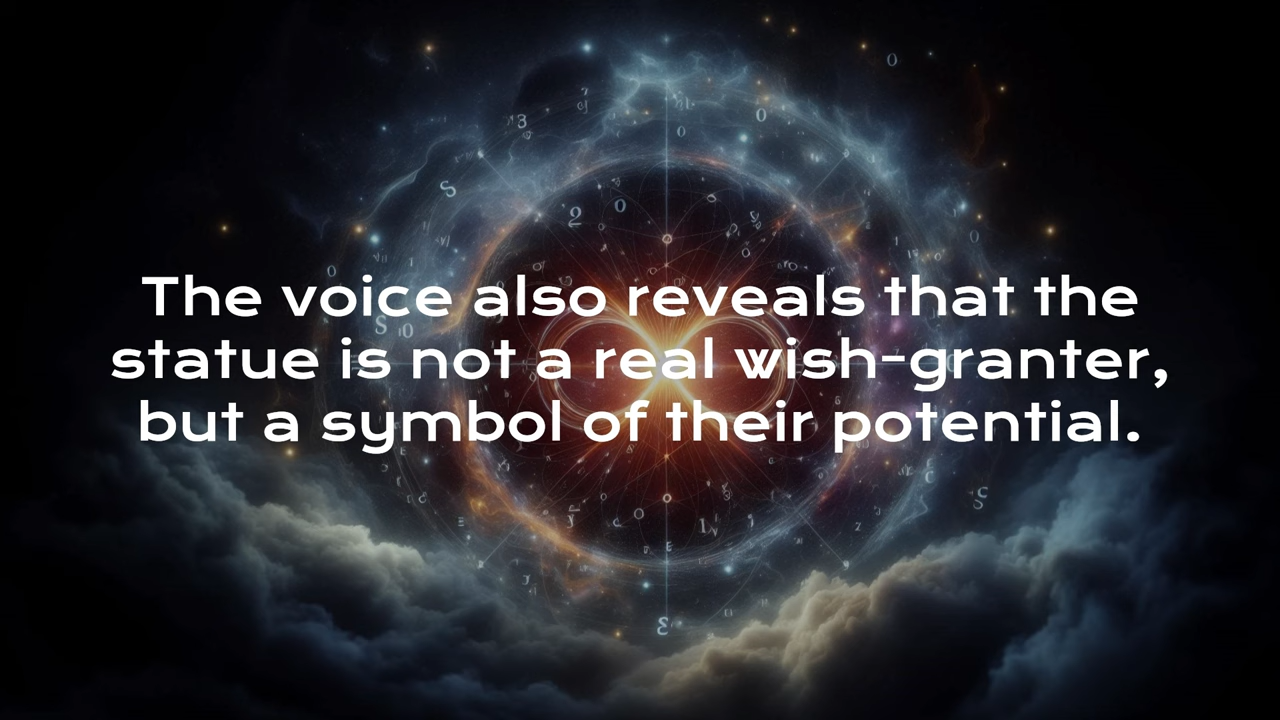 The voice also reveals that the
statue is not a real wish-granter,
but a symbol of their potential.